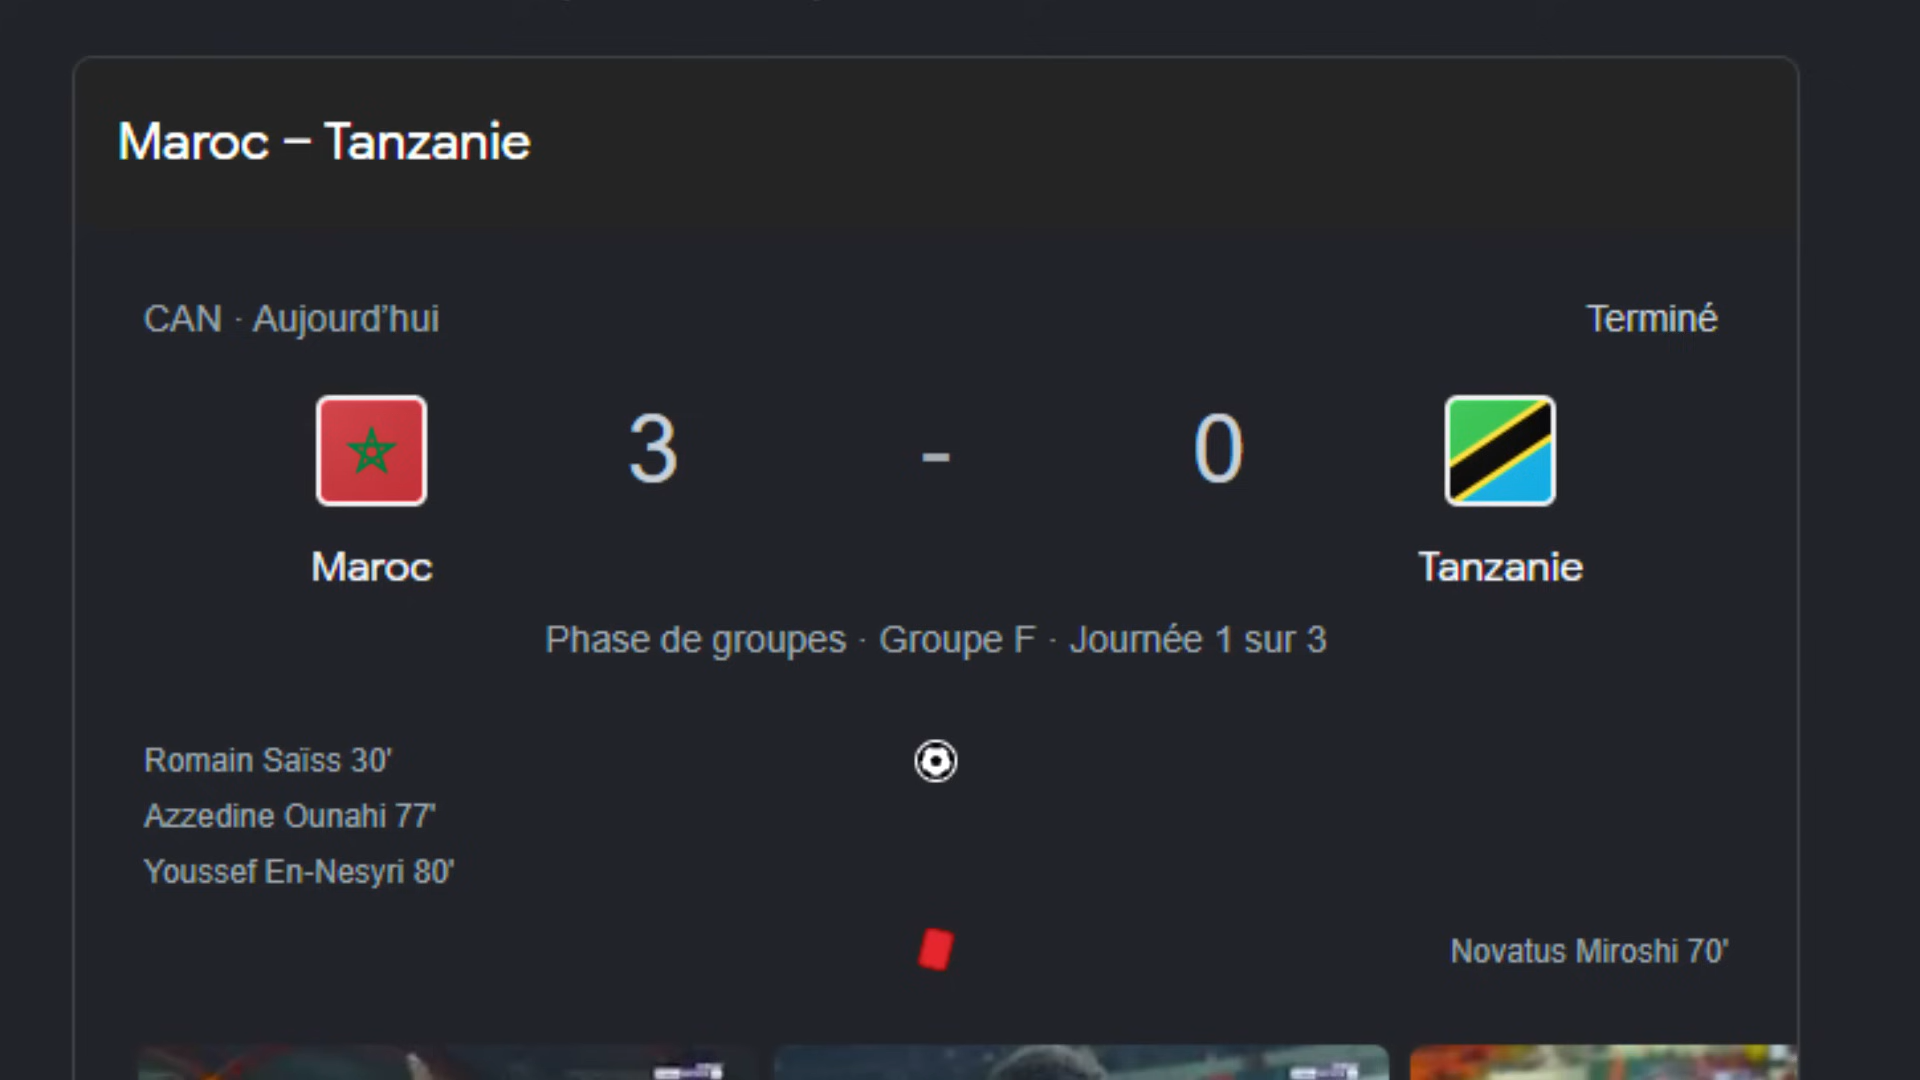 Maroc – Tanzanie
CAN · Aujourd’hui
Terminé
3 - 0
Maroc
Tanzanie
Phase de groupes · Groupe F · Journée 1 sur 3
Romain Saïss 30'
Azzedine Ounahi 77'
Youssef En-Nesyri 80'
Novatus Miroshi 70'